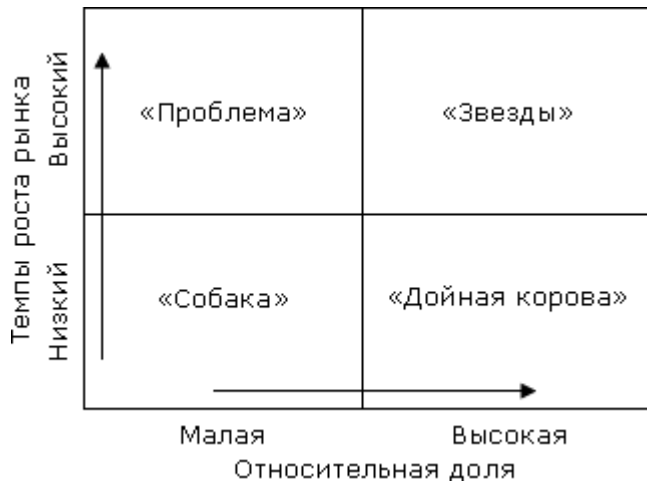 Темпы роста рынка
Высокий
Низкий
«Проблема»
«Звезды»
«Собака»
«Дойная корова»
Малая
Высокая
Относительная доля